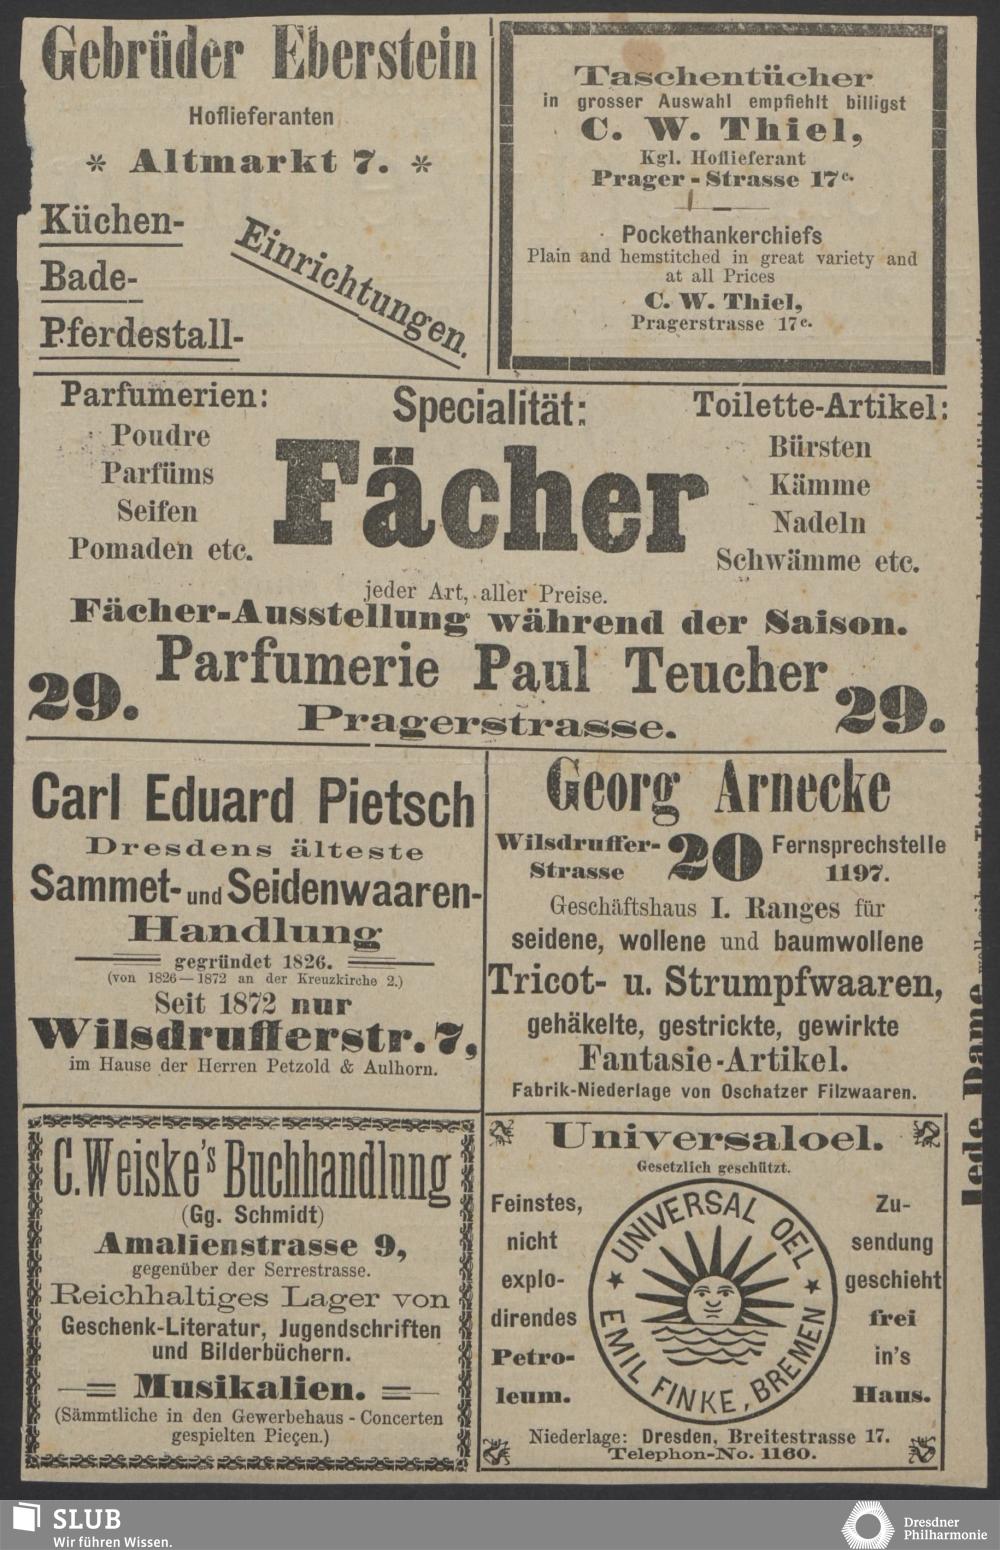 Gebrüder Eberstein
Hoflieferanten
* Altmarkt 7. *
Küchen-
Bade-
Pferdestall-
Einrichtungen.
Taschentücher
in grosser Auswahl empfiehlt billigst
C. W. Thiel,
Kgl. Hoflieferant
Prager-Strasse 17c.
Pockethankerchiefs
Plain and hemstitched in great variety and
at all Prices
C. W. Thiel,
Pragerstrasse 17c.
Parfumerien:
Poudre
Parfüms
Seifen
Pomaden etc.
Specialität:
Fächer
Toilette-Artikel:
Bürsten
Kämme
Nadeln
Schwämme etc.
jeder Art, aller Preise.
Fächer-Ausstellung während der Saison.
Parfumerie Paul Teucher
29. Pragerstrasse. 29.
Carl Eduard Pietsch
Dresdens älteste
Sammet- und Seidenwaaren-
Handlung
gegründet 1826.
(von 1826—1872 an der Kreuzkirche 2.)
Seit 1872 nur
Wilsdrufferstr. 7,
im Hause der Herren Petzold & Aulhorn.
Georg Arnecke
Wilsdruffer-
Strasse
20
Fernsprechstelle
1197.
Geschäftshaus I. Ranges für
seidene, wollene und baumwollene
Tricot- u. Strumpfwaaren,
gehäkelte, gestrickte, gewirkte
Fantasie-Artikel.
Fabrik-Niederlage von Oschatzer Filzwaaren.
C. Weiske's Buchhandlung
(Gg. Schmidt)
Amalienstrasse 9,
gegenüber der Serrestrasse.
Reichhaltiges Lager von
Geschenk-Literatur, Jugendschriften
und Bilderbüchern.
Musikalien.
(Sämmtliche in den Gewerbehaus-Concerten
gespielten Pieçen.)
Universaloel.
Gesetzlich geschützt.
Feinstes,
nicht
explo-
direndes
Petro-
leum.
UNIVERSAL OEL
EMIL FINKE, BREMEN
Zu-
sendung
geschieht
frei
in's
Haus.
Niederlage: Dresden, Breitestrasse 17.
Telephon-No. 1160.
Jede Dame
SLUB
Wir führen Wissen.
Dresdner
Philharmonie